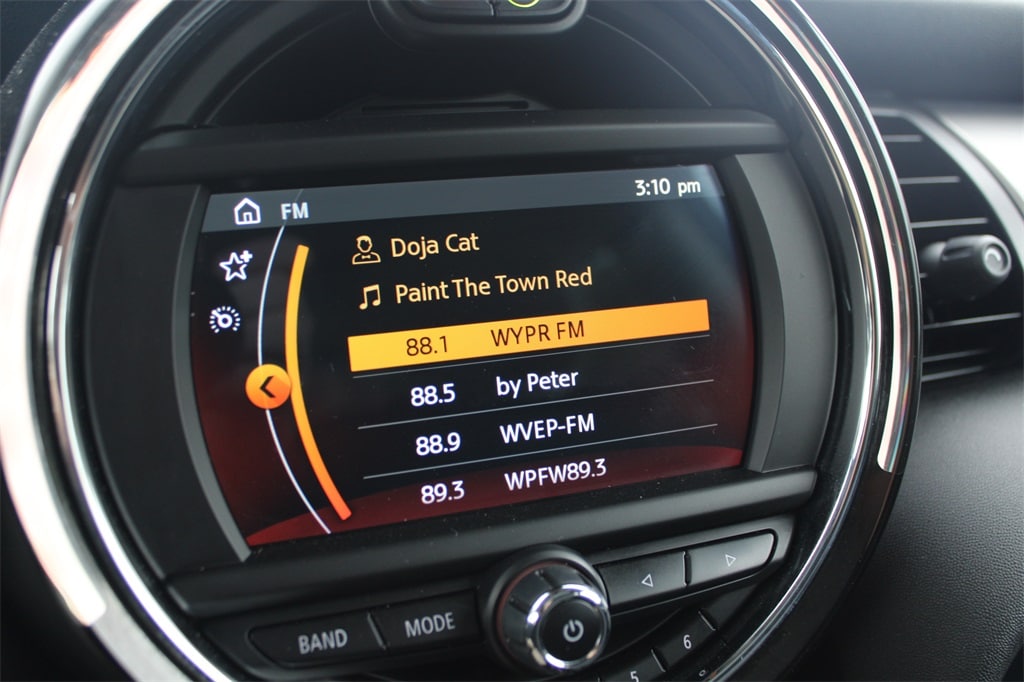 FM 3:10 pm
Doja Cat
Paint The Town Red
88.1 WYPR FM
88.5 by Peter
88.9 WVEP-FM
89.3 WPFW89.3
BAND MODE
5 6